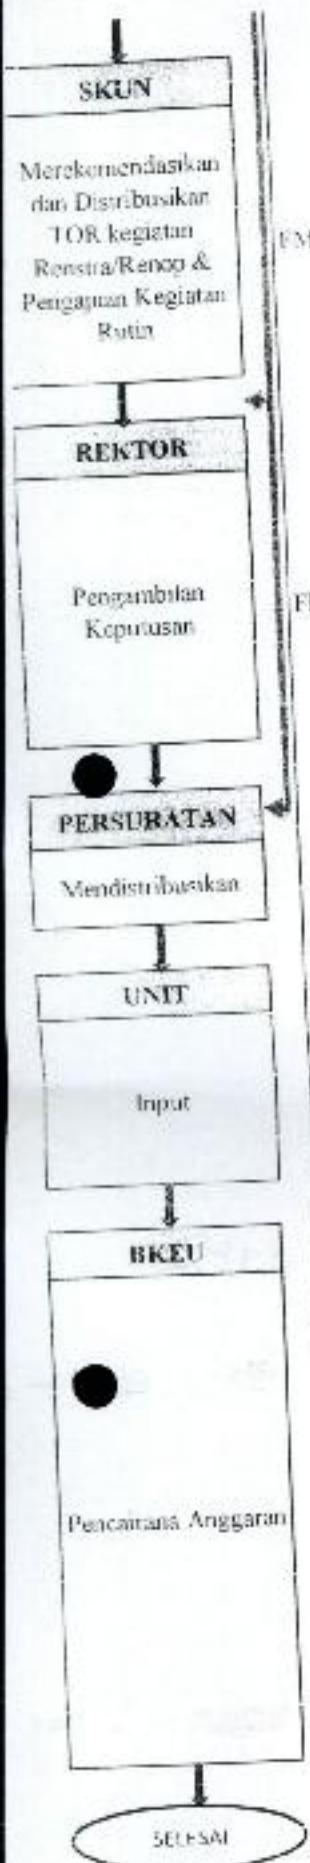 SKUN
Merekomendasikan
dan Distribusikan
TOR kegiatan
Renstra/Renop &
Pengajuan Kegiatan
Rutin
REKTOR
Pengambilan
Keputusan
PERSURATAN
Mendistribusikan
UNIT
Input
BKEU
Pencairana Anggaran
SELESAI